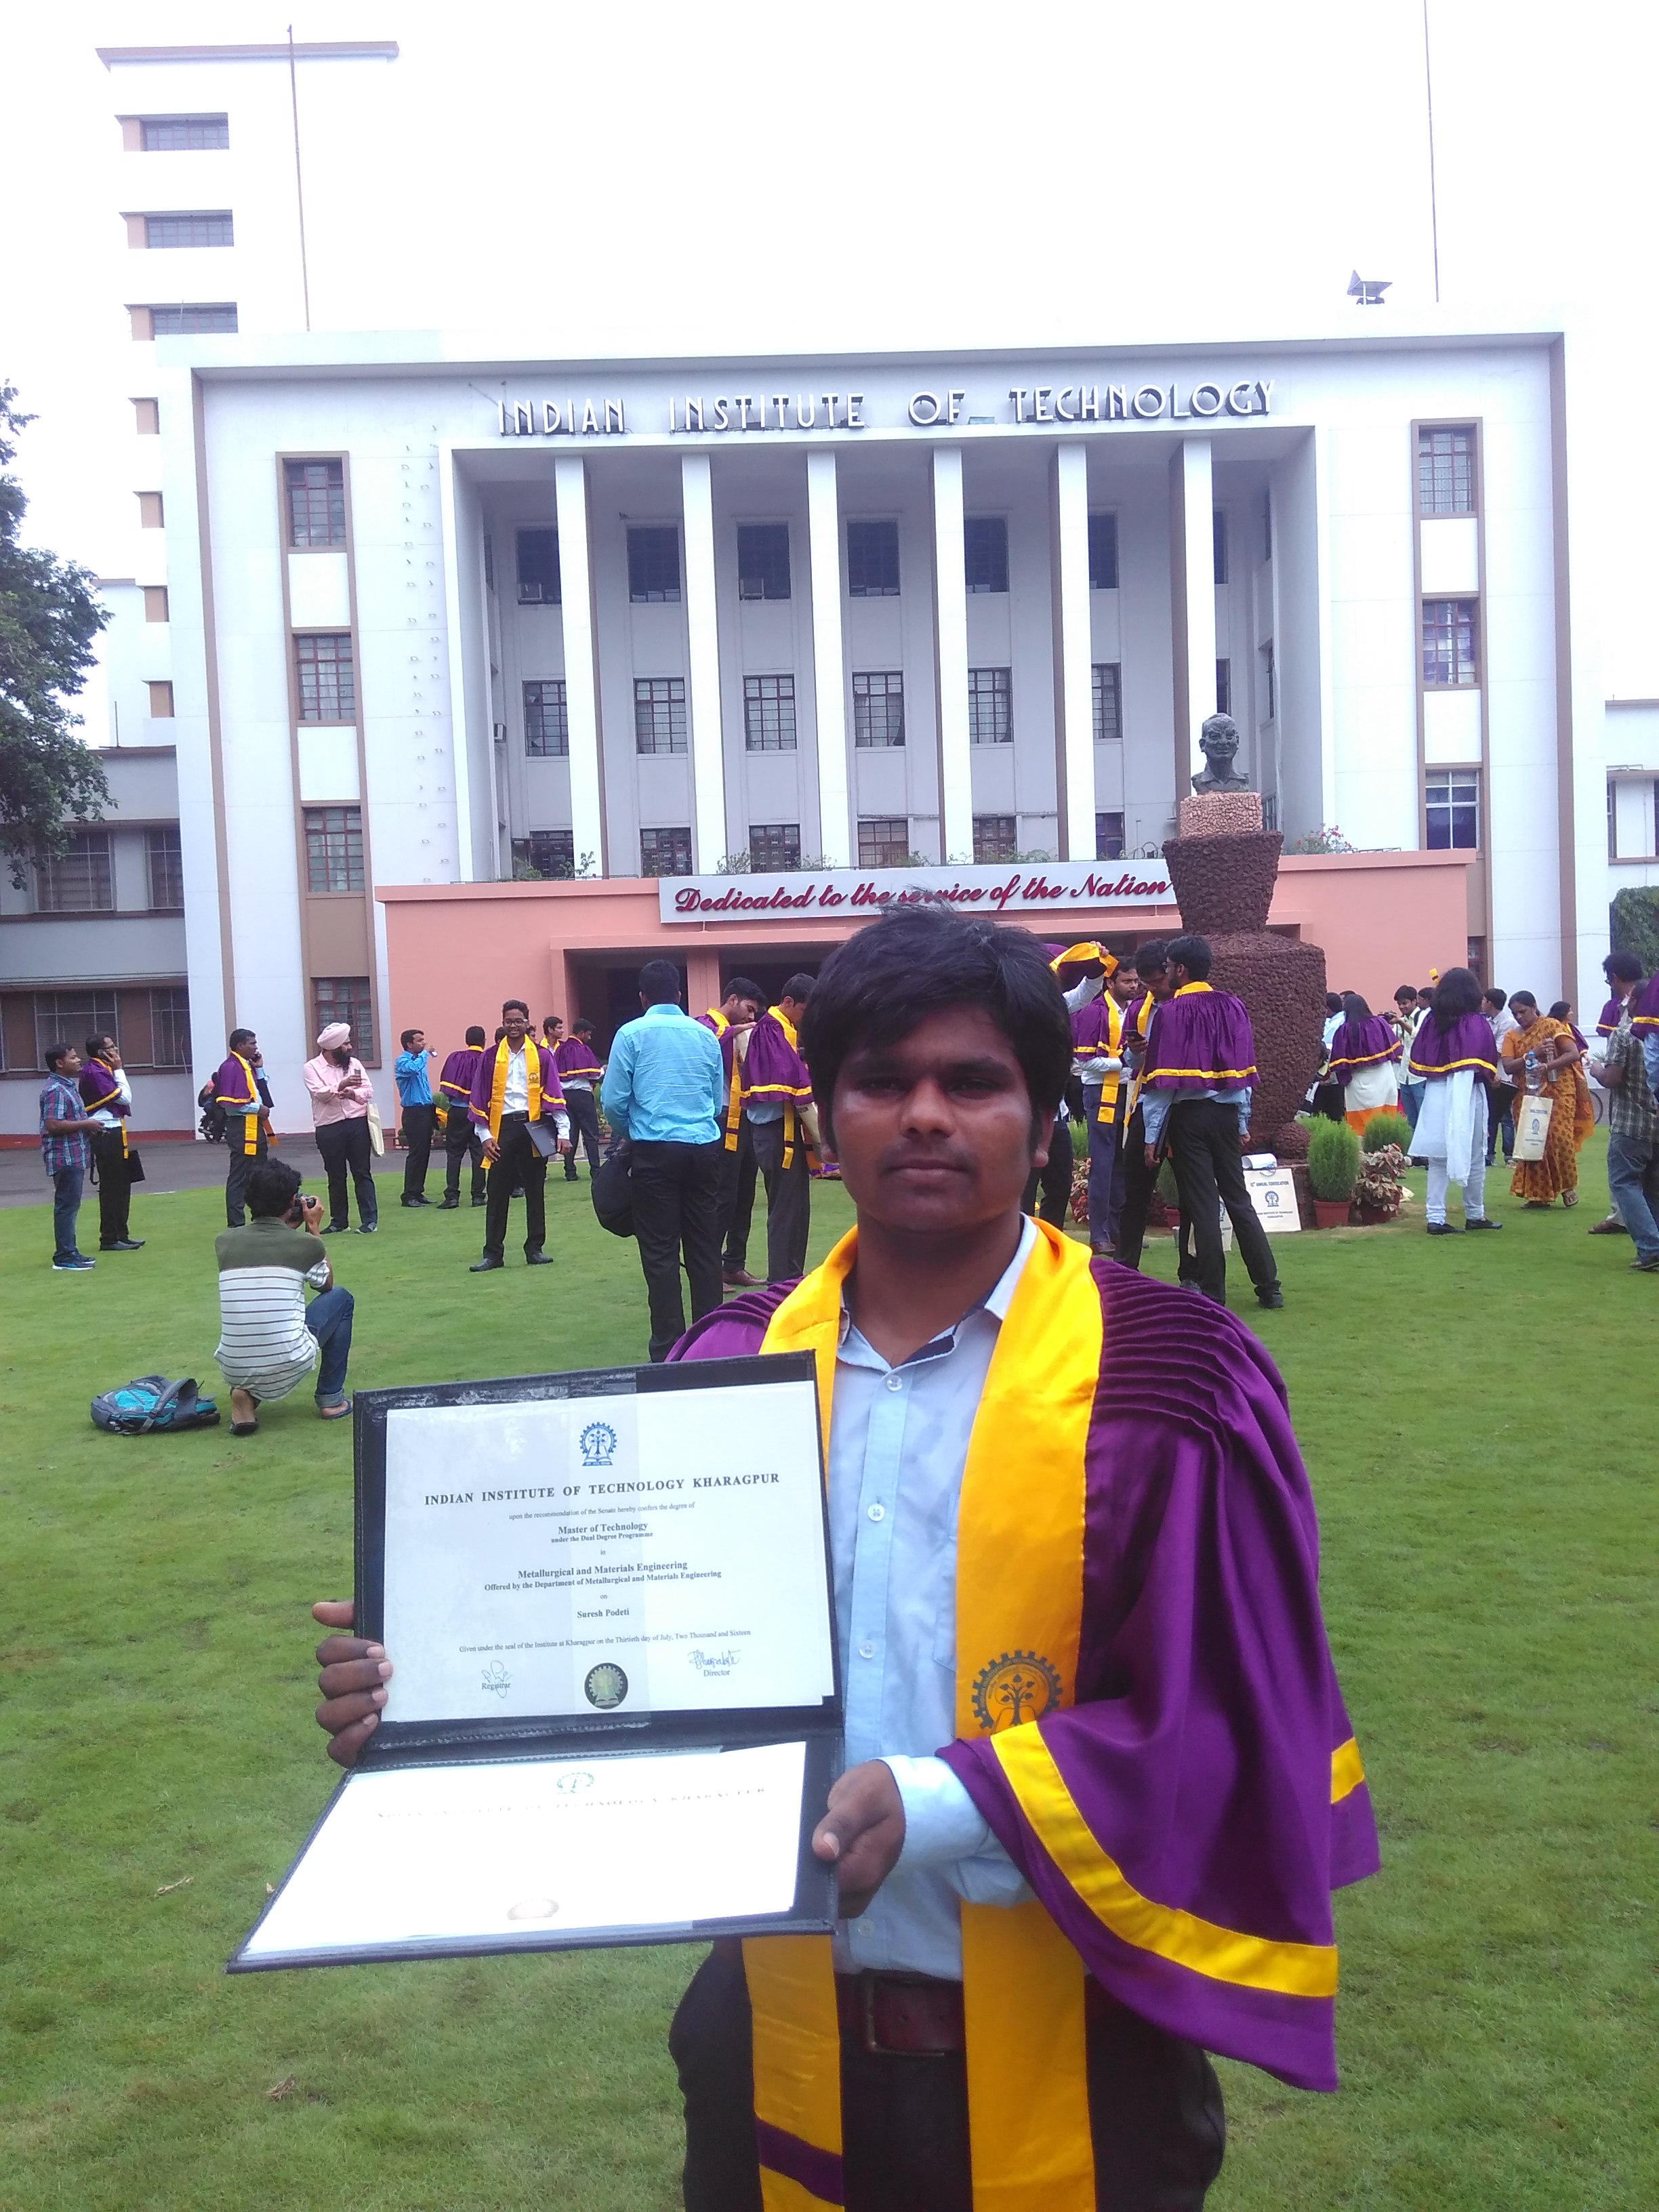 INDIAN INSTITUTE OF TECHNOLOGY
Dedicated to the service of the Nation
INDIAN INSTITUTE OF TECHNOLOGY KHARAGPUR
upon the recommendation of the Senate hereby confers the degree of
Master of Technology
under the Dual Degree Programme
in
Metallurgical and Materials Engineering
Offered by the Department of Metallurgical and Materials Engineering
on
Suresh Podeti
Given under the seal of the Institute at Kharagpur on the Thirtieth day of July, Two Thousand and Sixteen
Registrar
Director